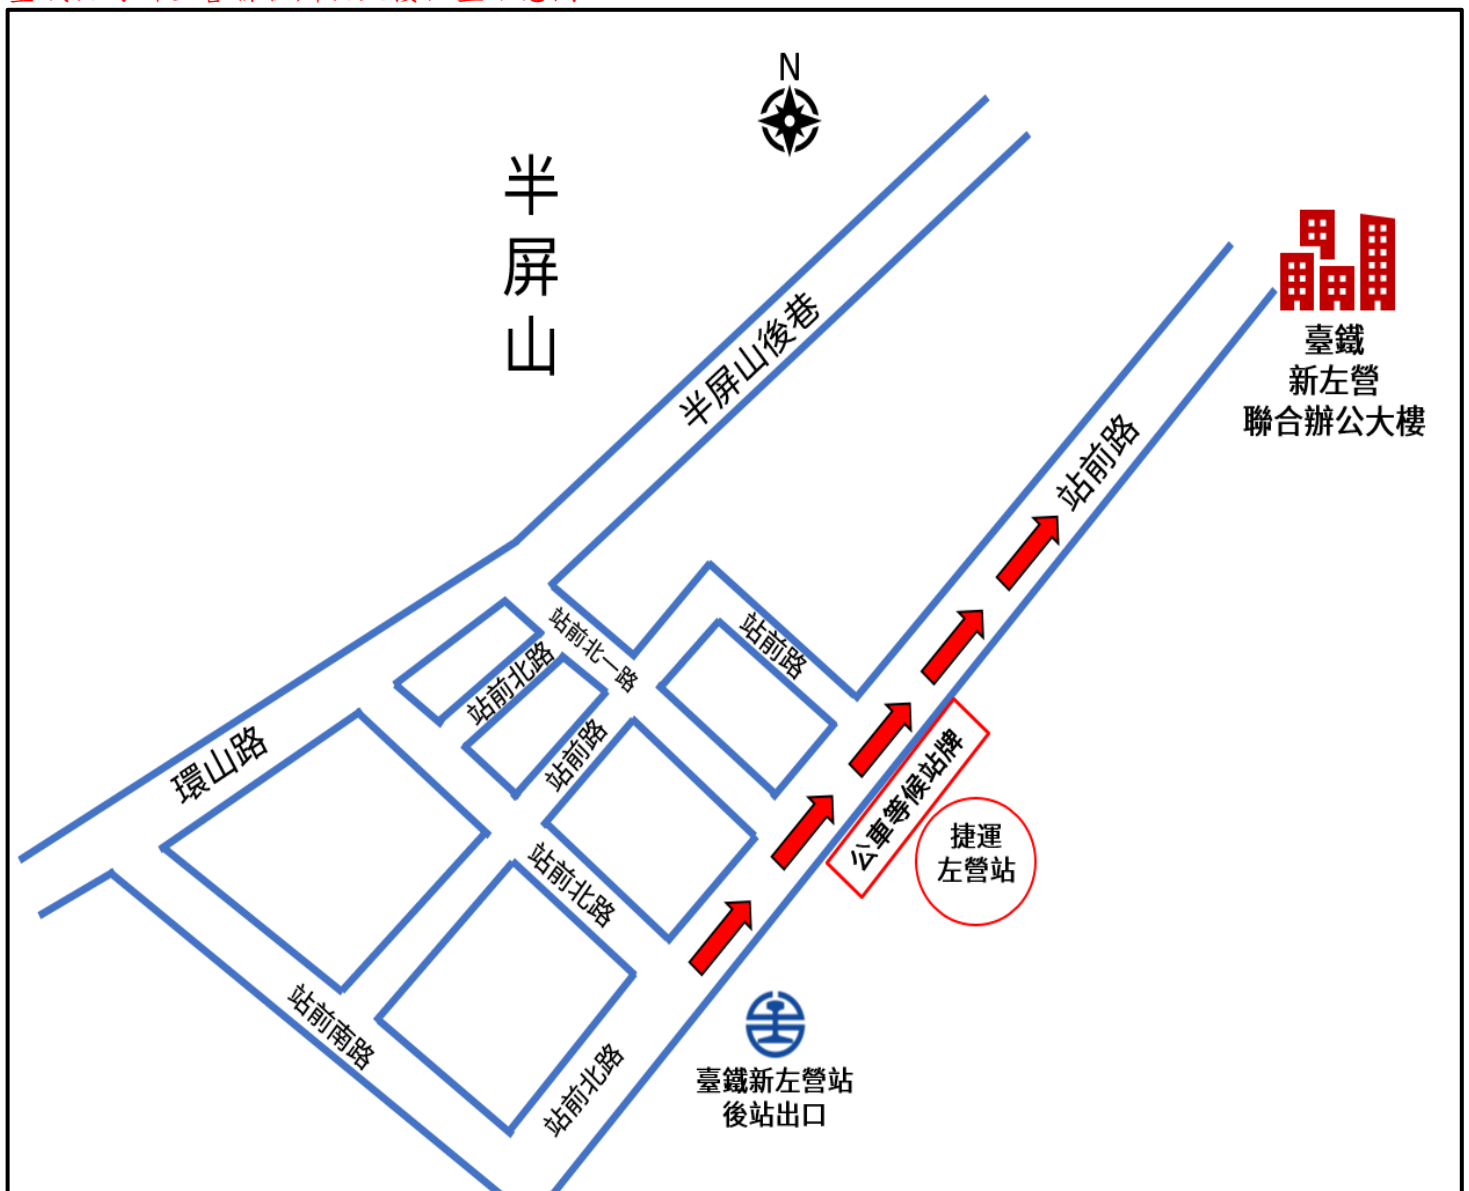 N
半
屏
山
半屏山後巷
臺鐵
新左營
聯合辦公大樓
站前路
站前北一路
站前路
站前北路
站前路
環山路
公車等候站牌
捷運
左營站
站前北路
站前南路
站前北路
臺鐵新左營站
後站出口